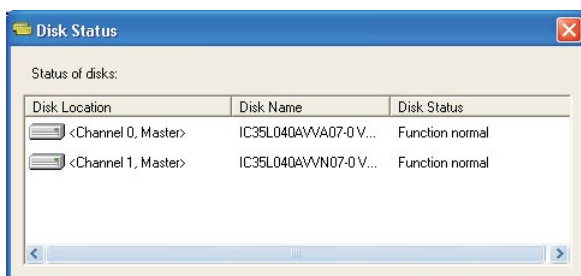 Disk Status
Status of disks:
Disk Location Disk Name Disk Status
<Channel 0, Master> IC35L040AVVA07-0 V... Function normal
<Channel 1, Master> IC35L040AVVN07-0 V... Function normal